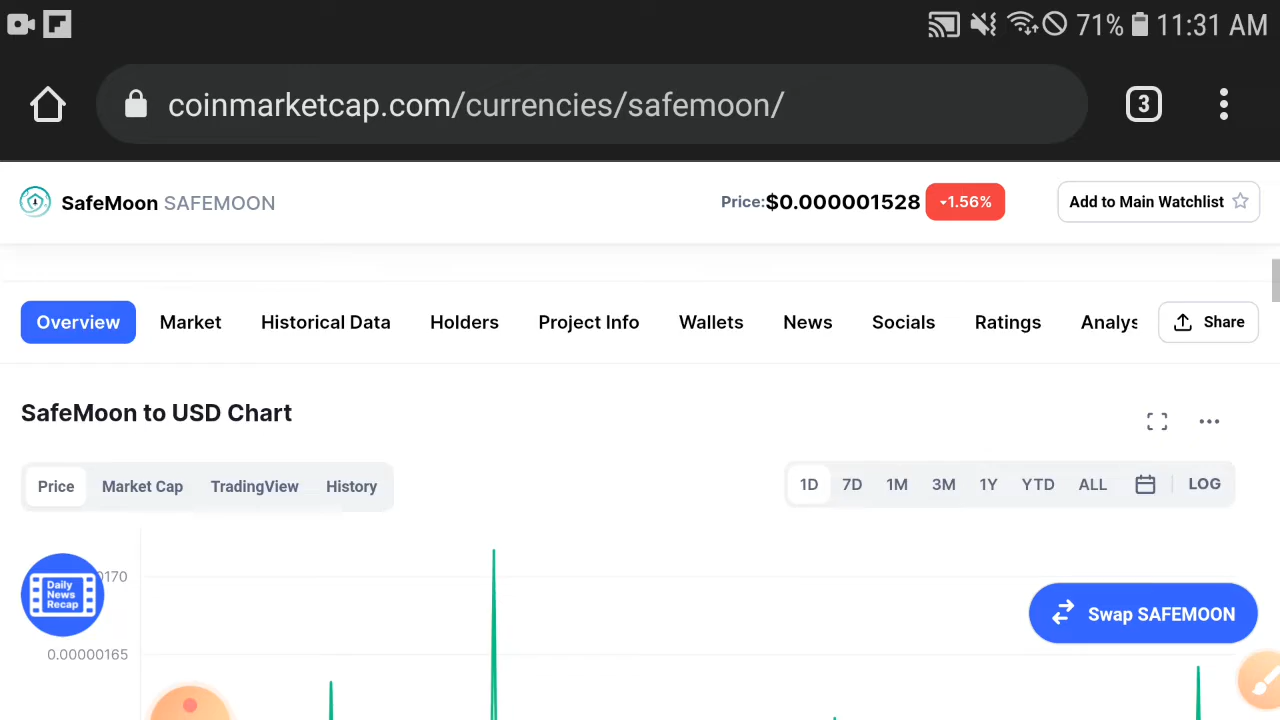 71% 11:31 AM
coinmarketcap.com/currencies/safemoon/
3
SafeMoon SAFEMOON
Price:$0.000001528
1.56%
Add to Main Watchlist
Overview
Market
Historical Data
Holders
Project Info
Wallets
News
Socials
Ratings
Analys
Share
SafeMoon to USD Chart
Price
Market Cap
TradingView
History
1D
7D
1M
3M
1Y
YTD
ALL
LOG
0170
Daily
News
Recap
Swap SAFEMOON
0.00000165